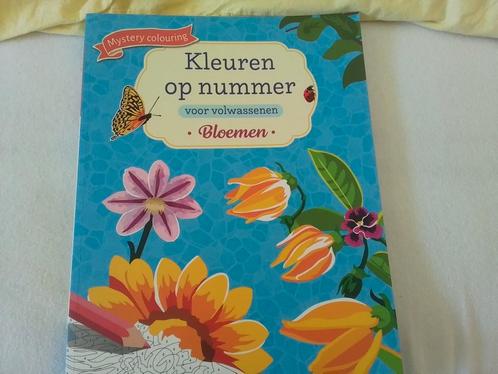 Mystery colouring
Kleuren
op nummer
voor volwassenen
• Bloemen •